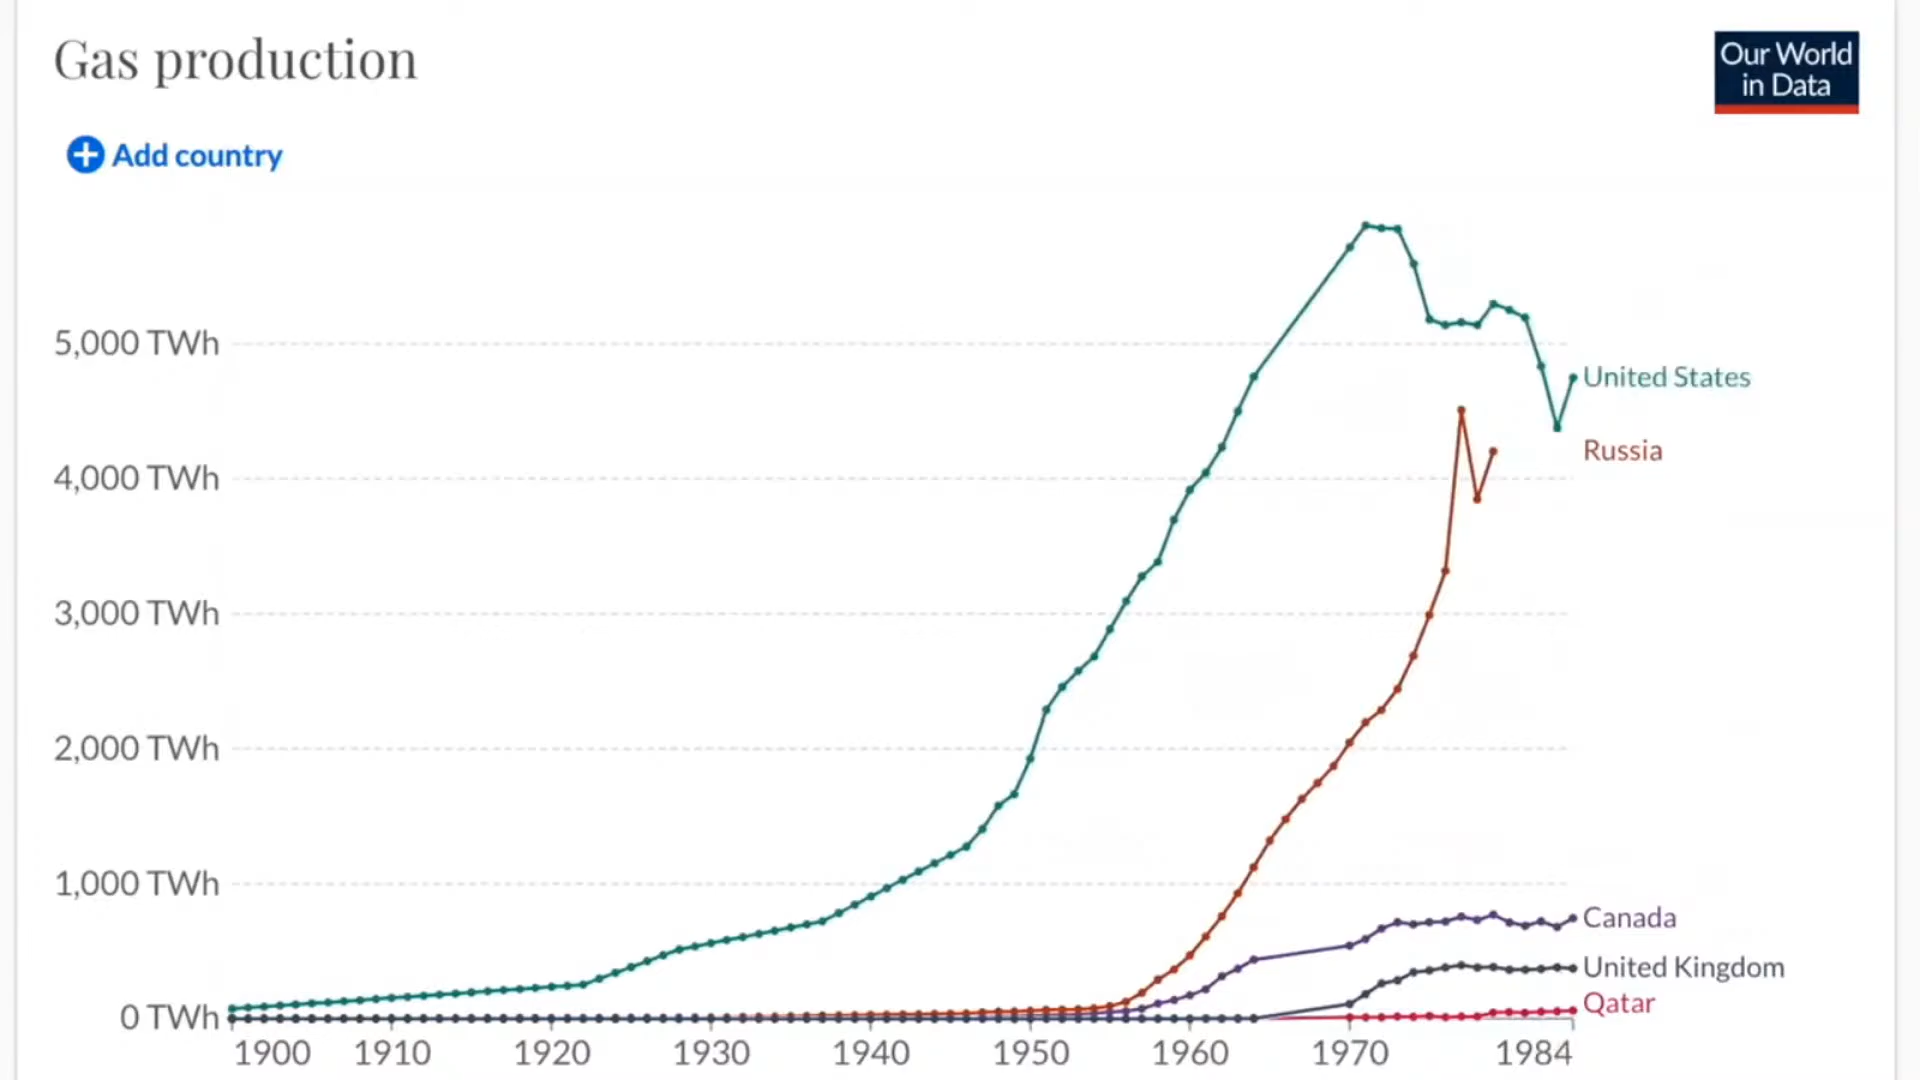 Gas production
Our World
in Data
Add country
5,000 TWh
4,000 TWh
3,000 TWh
2,000 TWh
1,000 TWh
0 TWh
United States
Russia
Canada
United Kingdom
Qatar
1900 1910 1920 1930 1940 1950 1960 1970 1984